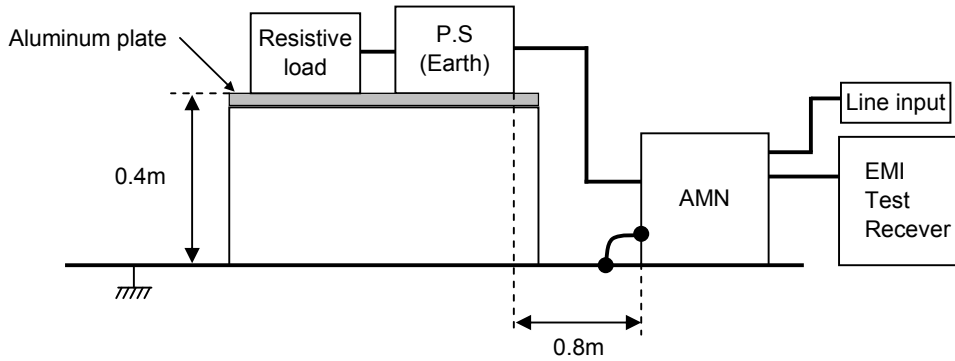 Aluminum plate
Resistive
load
P.S
(Earth)
Line input
0.4m
AMN
EMI
Test
Recever
0.8m